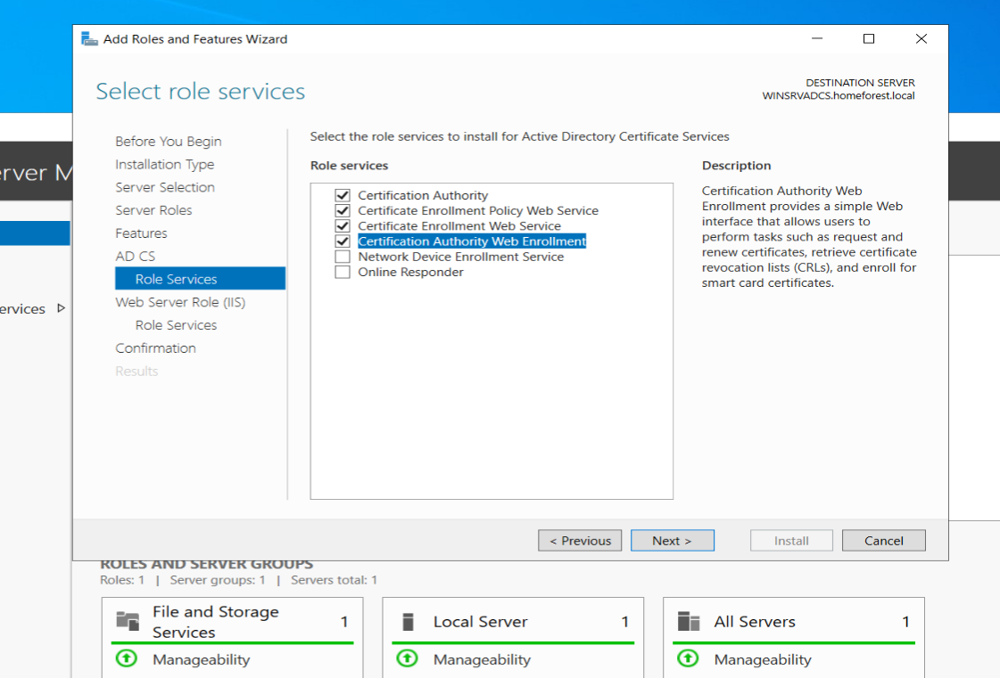 Add Roles and Features Wizard
Select role services
DESTINATION SERVER
WINSRVADCS.homeforest.local
Before You Begin
Installation Type
Server Selection
Server Roles
Features
AD CS
Role Services
Web Server Role (IIS)
Role Services
Confirmation
Results
Select the role services to install for Active Directory Certificate Services
Role services
Certification Authority
Certificate Enrollment Policy Web Service
Certificate Enrollment Web Service
Certification Authority Web Enrollment
Network Device Enrollment Service
Online Responder
Description
Certification Authority Web
Enrollment provides a simple Web
interface that allows users to
perform tasks such as request and
renew certificates, retrieve certificate
revocation lists (CRLs), and enroll for
smart card certificates.
< Previous
Next >
Install
Cancel
erver M
ervices
ROLES AND SERVER GROUPS
Roles: 1 | Server groups: 1 | Servers total: 1
File and Storage
Services
1
Manageability
Local Server
1
Manageability
All Servers
1
Manageability